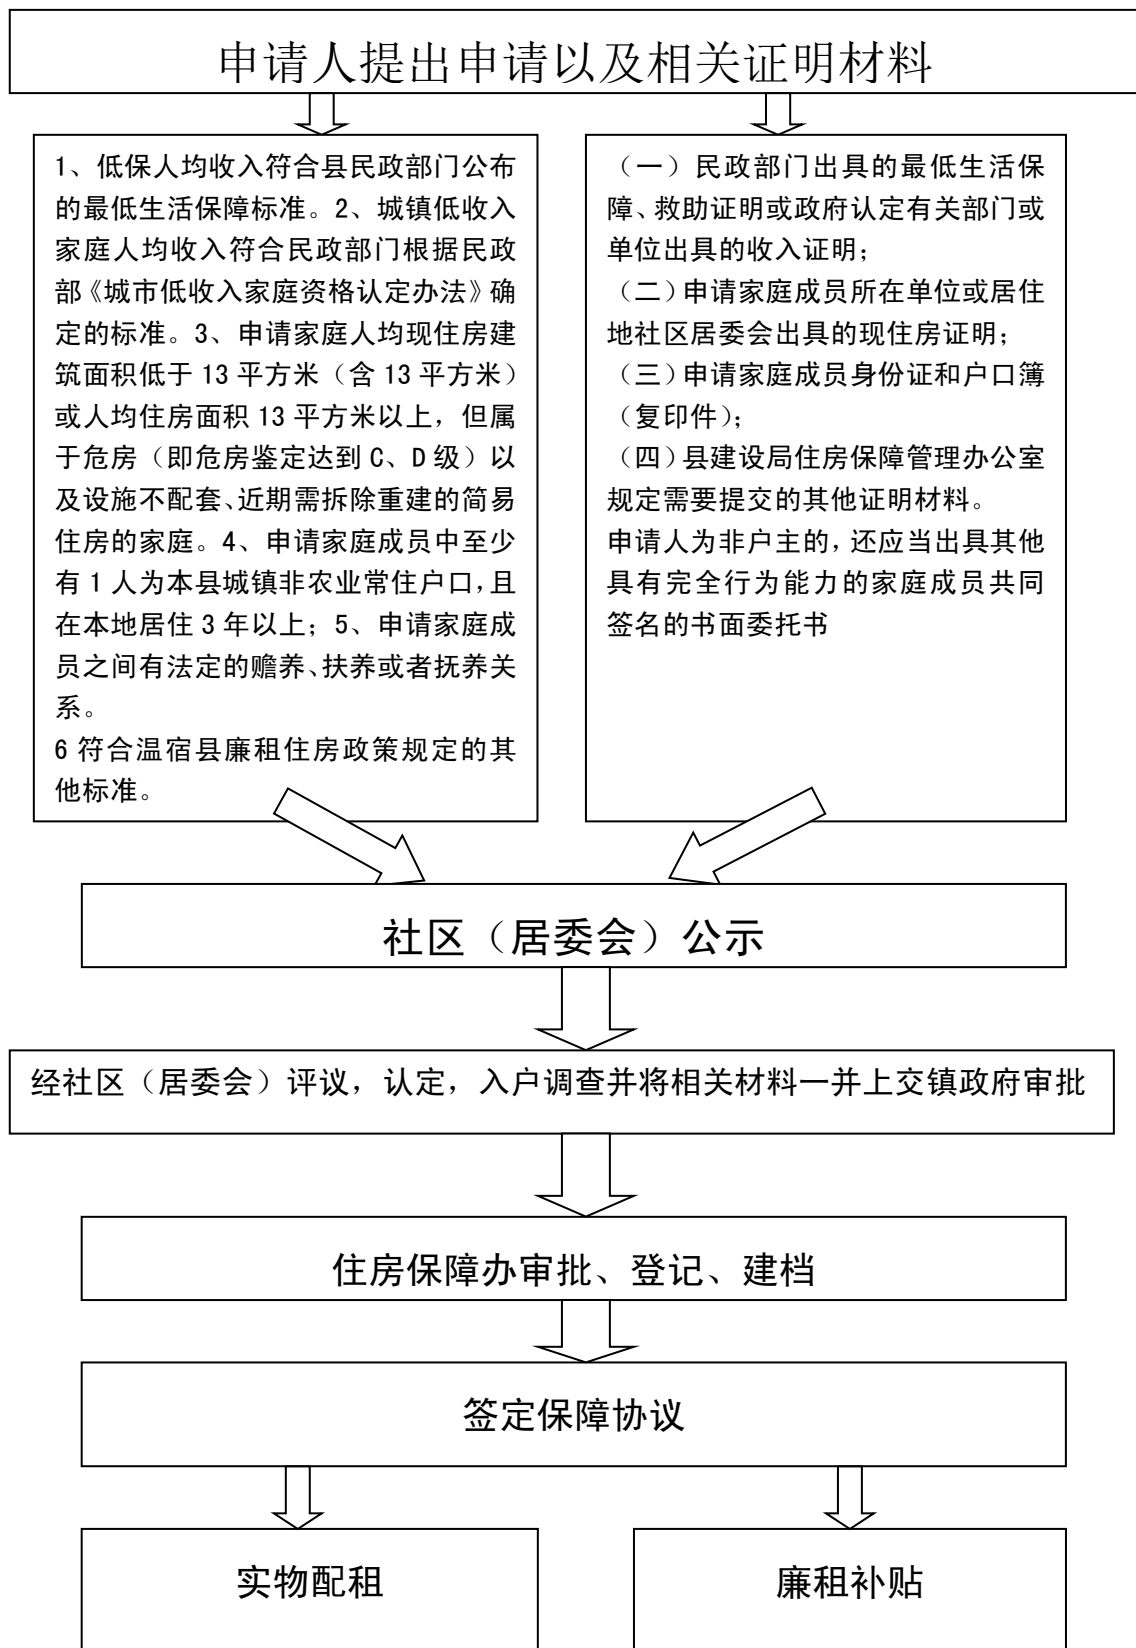 申请人提出申请以及相关证明材料
1、低保人均收入符合县民政部门公布
的最低生活保障标准。2、城镇低收入
家庭人均收入符合民政部门根据民政
部《城市低收入家庭资格认定办法》确
定的标准。3、申请家庭人均现住房建
筑面积低于 13 平方米（含 13 平方米）
或人均住房面积 13 平方米以上，但属
于危房（即危房鉴定达到 C、D 级）以
及设施不配套、近期需拆除重建的简易
住房的家庭。4、申请家庭成员中至少
有 1 人为本县城镇非农业常住户口，且
在本地居住 3 年以上；5、申请家庭成
员之间有法定的赡养、扶养或者抚养关
系。
6 符合温宿县廉租住房政策规定的其
他标准。
（一）民政部门出具的最低生活保
障、救助证明或政府认定有关部门或
单位出具的收入证明；
（二）申请家庭成员所在单位或居住
地社区居委会出具的现住房证明；
（三）申请家庭成员身份证和户口簿
（复印件）；
（四）县建设局住房保障管理办公室
规定需要提交的其他证明材料。
申请人为非户主的，还应当出具其他
具有完全行为能力的家庭成员共同
签名的书面委托书
社区（居委会）公示
经社区（居委会）评议，认定，入户调查并将相关材料一并上交镇政府审批
住房保障办审批、登记、建档
签定保障协议
实物配租
廉租补贴